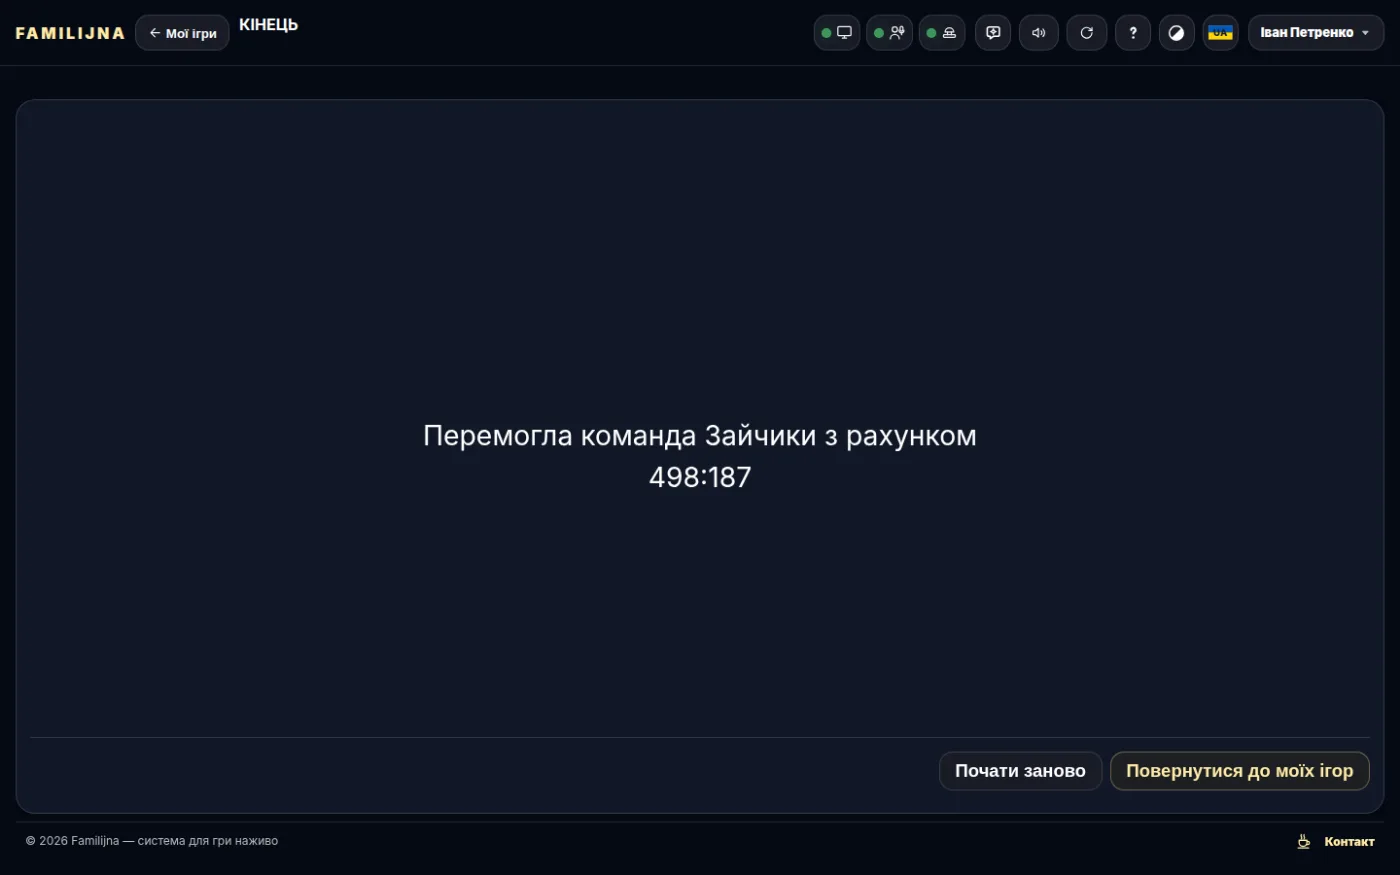 FAMILIJNA
← Мої ігри
КІНЕЦЬ
?
UA
Іван Петренко
Перемогла команда Зайчики з рахунком
498:187
Почати заново
Повернутися до моїх ігор
© 2026 Familijna — система для гри наживо
Контакт